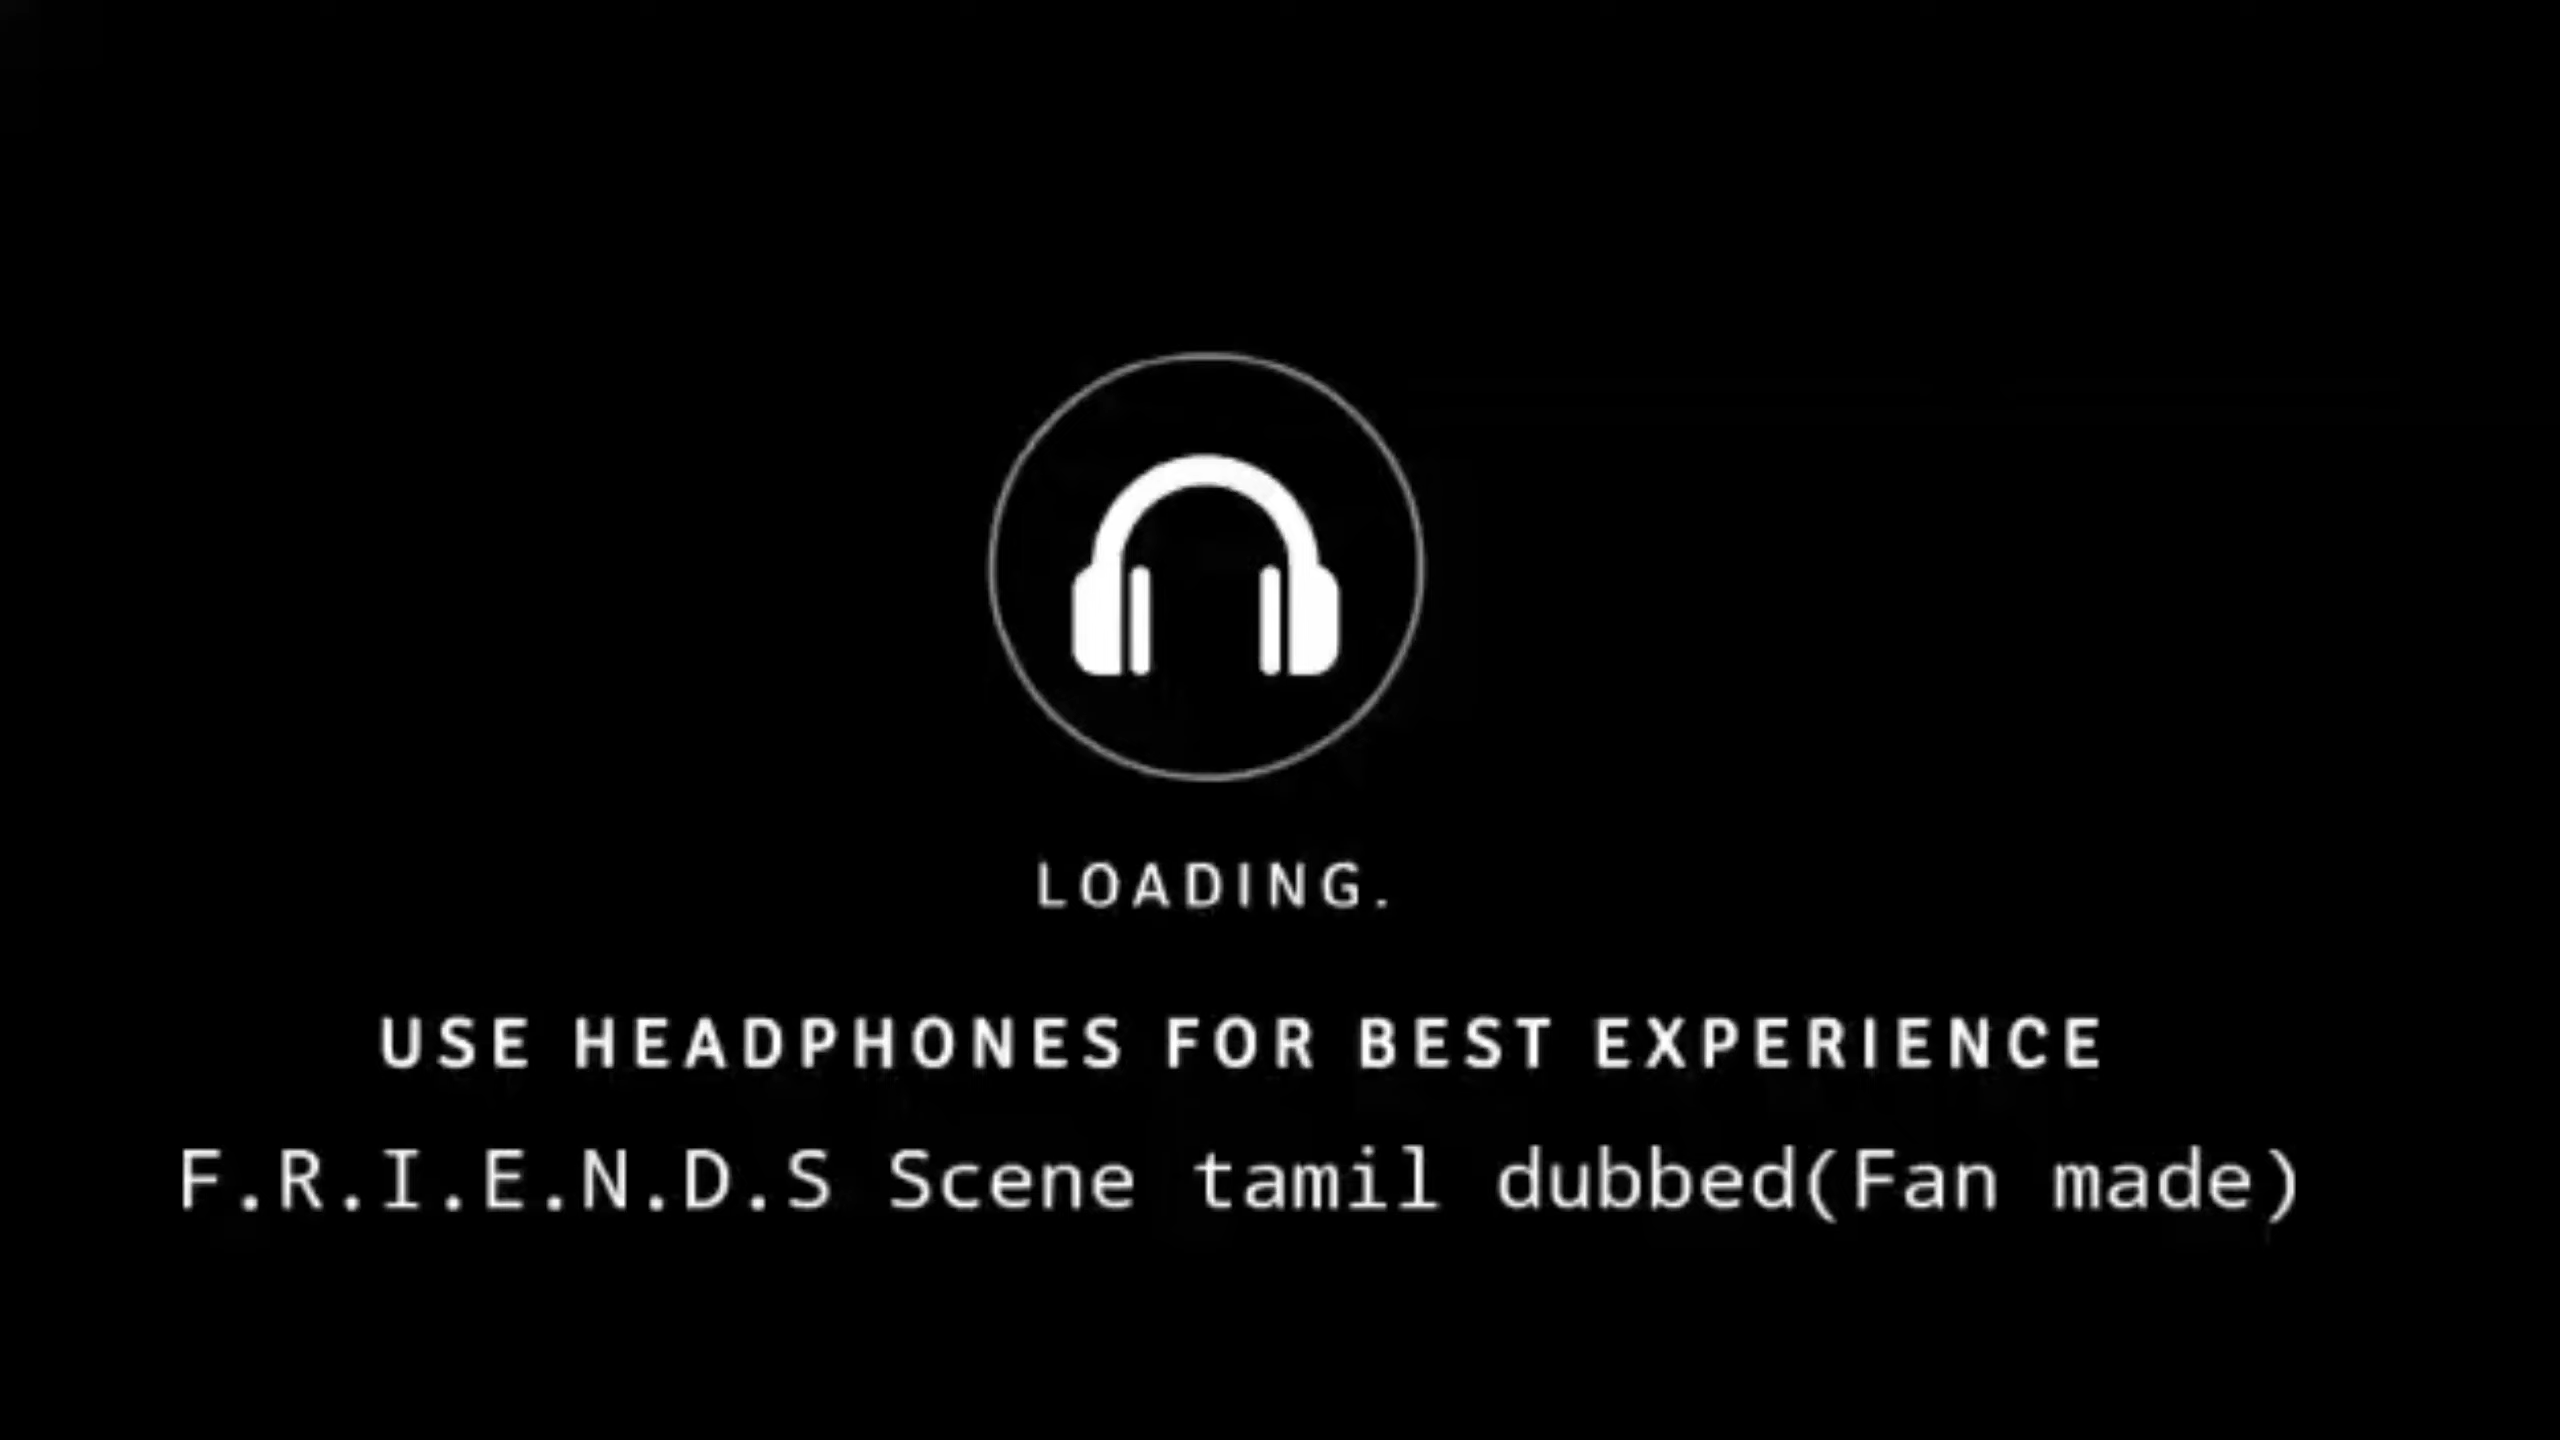 LOADING.
USE HEADPHONES FOR BEST EXPERIENCE
F.R.I.E.N.D.S Scene tamil dubbed(Fan made)